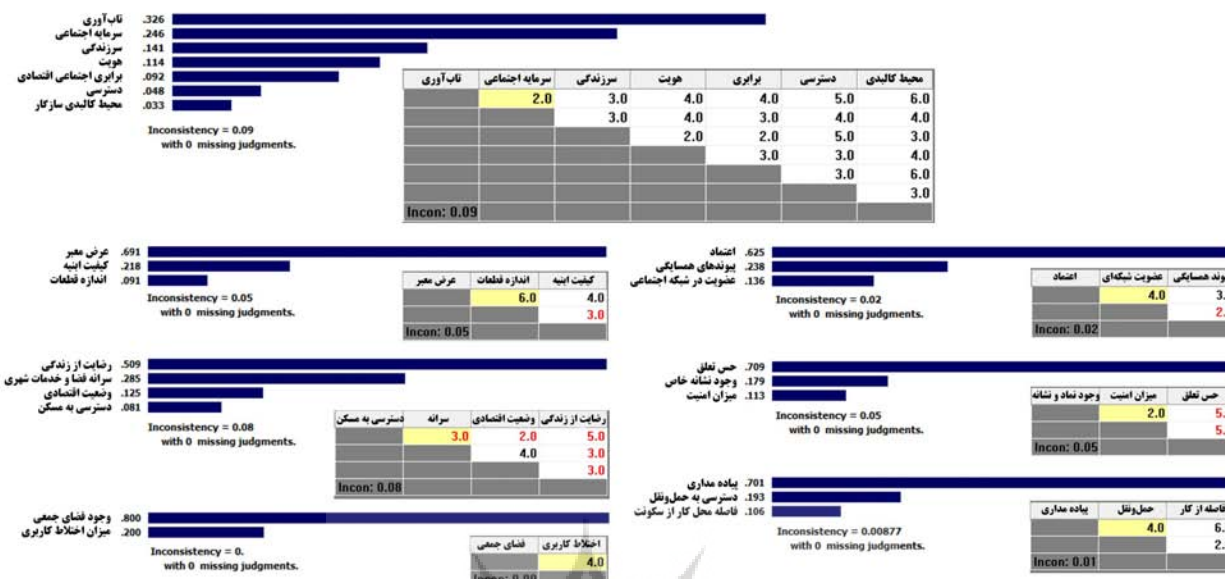 تاب‌آوری .326
سرمایه اجتماعی .246
سرزندگی .141
هویت .114
برابری اجتماعی اقتصادی .092
دسترسی .048
محیط کالبدی سازگار .033
Inconsistency = 0.09
with 0 missing judgments.
تاب‌آوری سرمایه اجتماعی سرزندگی هویت برابری دسترسی محیط کالبدی
2.0 3.0 4.0 4.0 5.0 6.0
3.0 4.0 3.0 4.0 4.0
2.0 2.0 5.0 3.0
3.0 3.0 4.0
3.0 6.0
3.0
Incon: 0.09
عرض معبر .691
کیفیت ابنیه .218
اندازه قطعات .091
Inconsistency = 0.05
with 0 missing judgments.
عرض معبر اندازه قطعات کیفیت ابنیه
6.0 4.0
3.0
Incon: 0.05
اعتماد .625
پیوندهای همسایگی .238
عضویت در شبکه اجتماعی .136
Inconsistency = 0.02
with 0 missing judgments.
اعتماد عضویت شبکه‌ای همسایگی
4.0 3.
2.
Incon: 0.02
رضایت از زندگی .509
سرانه فضا و خدمات شهری .285
وضعیت اقتصادی .125
دسترسی به مسکن .081
Inconsistency = 0.08
with 0 missing judgments.
دسترسی به مسکن سرانه وضعیت اقتصادی رضایت از زندگی
3.0 2.0 5.0
4.0 3.0
3.0
Incon: 0.08
حس تعلق .709
وجود نشانه خاص .179
میزان امنیت .113
Inconsistency = 0.05
with 0 missing judgments.
وجود نماد و نشانه میزان امنیت حس تعلق
2.0 5.
5.
Incon: 0.05
وجود فضای جمعی .800
میزان اختلاط کاربری .200
Inconsistency = 0.
with 0 missing judgments.
فضای جمعی اختلاط کاربری
4.0
پیاده مداری .701
دسترسی به حمل‌ونقل .193
فاصله محل کار از سکونت .106
Inconsistency = 0.00877
with 0 missing judgments.
پیاده مداری حمل‌ونقل فاصله از کار
4.0 6.
2.
Incon: 0.01